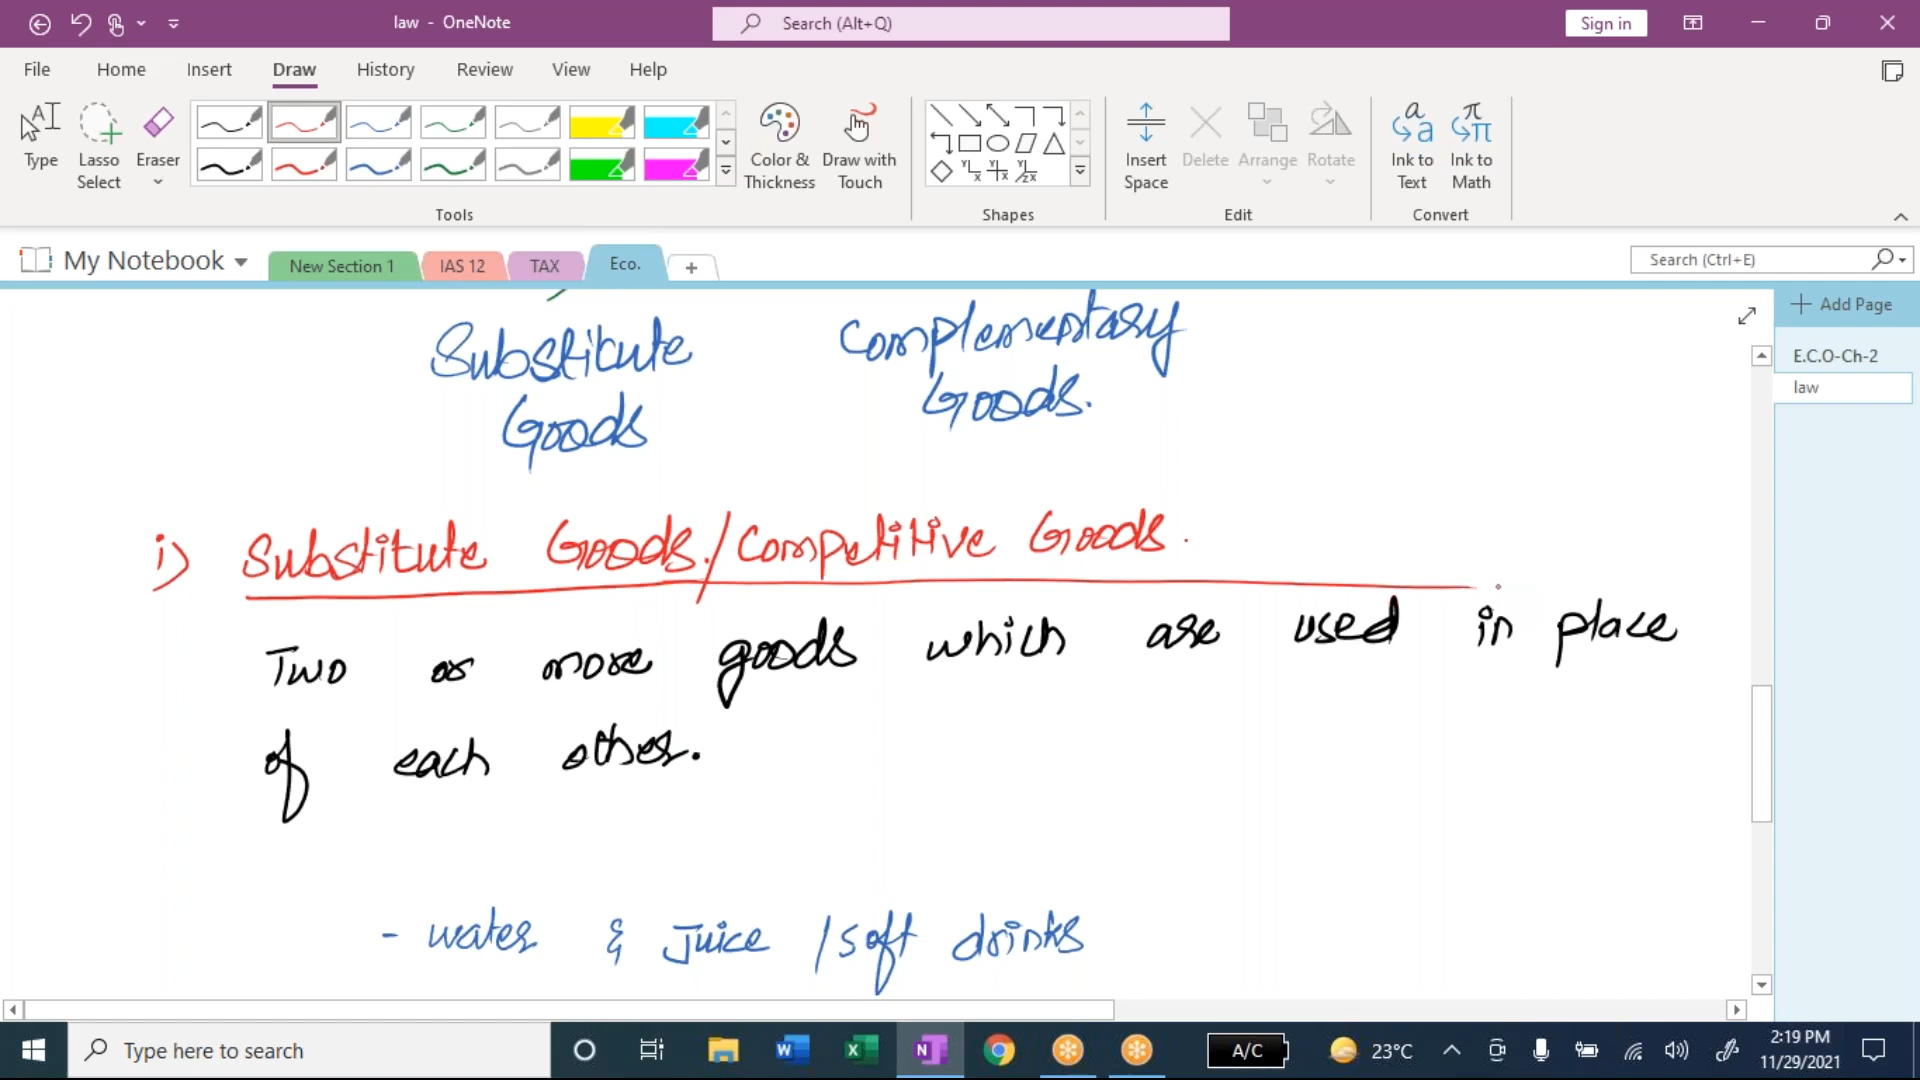 law - OneNote
Search (Alt+Q)
Sign in
File Home Insert Draw History Review View Help
Type
Lasso Select
Eraser
Color & Thickness
Draw with Touch
Insert Space
Delete
Arrange
Rotate
Ink to Text
Ink to Math
Tools
Shapes
Edit
Convert
My Notebook
New Section 1
IAS 12
TAX
Eco.
Search (Ctrl+E)
Add Page
E.C.O-Ch-2
law
Substitute Goods
Complementary Goods.
i) Substitute Goods./Competitive Goods.
Two or more goods which are used in place
of each other.
- water & Juice /soft drinks
Type here to search
A/C
23°C
2:19 PM
11/29/2021